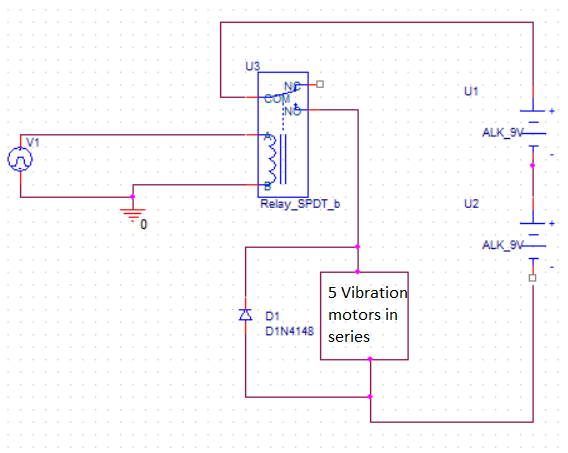 U3
NC
COM
NO
U1
+
ALK_9V
-
V1
A
B
Relay_SPDT_b
0
U2
+
ALK_9V
-
5 Vibration
motors in
series
D1
D1N4148